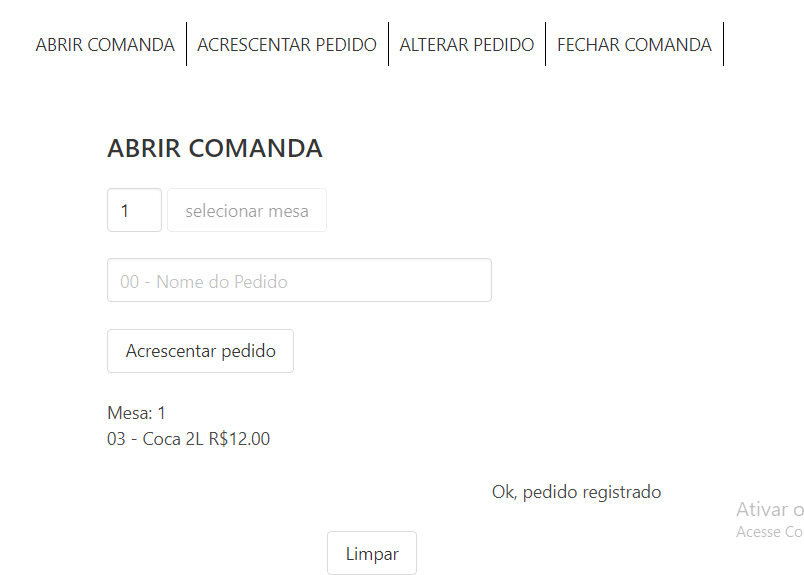 ABRIR COMANDA ACRESCENTAR PEDIDO ALTERAR PEDIDO FECHAR COMANDA
ABRIR COMANDA
1 selecionar mesa
00 - Nome do Pedido
Acrescentar pedido
Mesa: 1
03 - Coca 2L R$12.00
Ok, pedido registrado
Ativar o
Acesse Co
Limpar